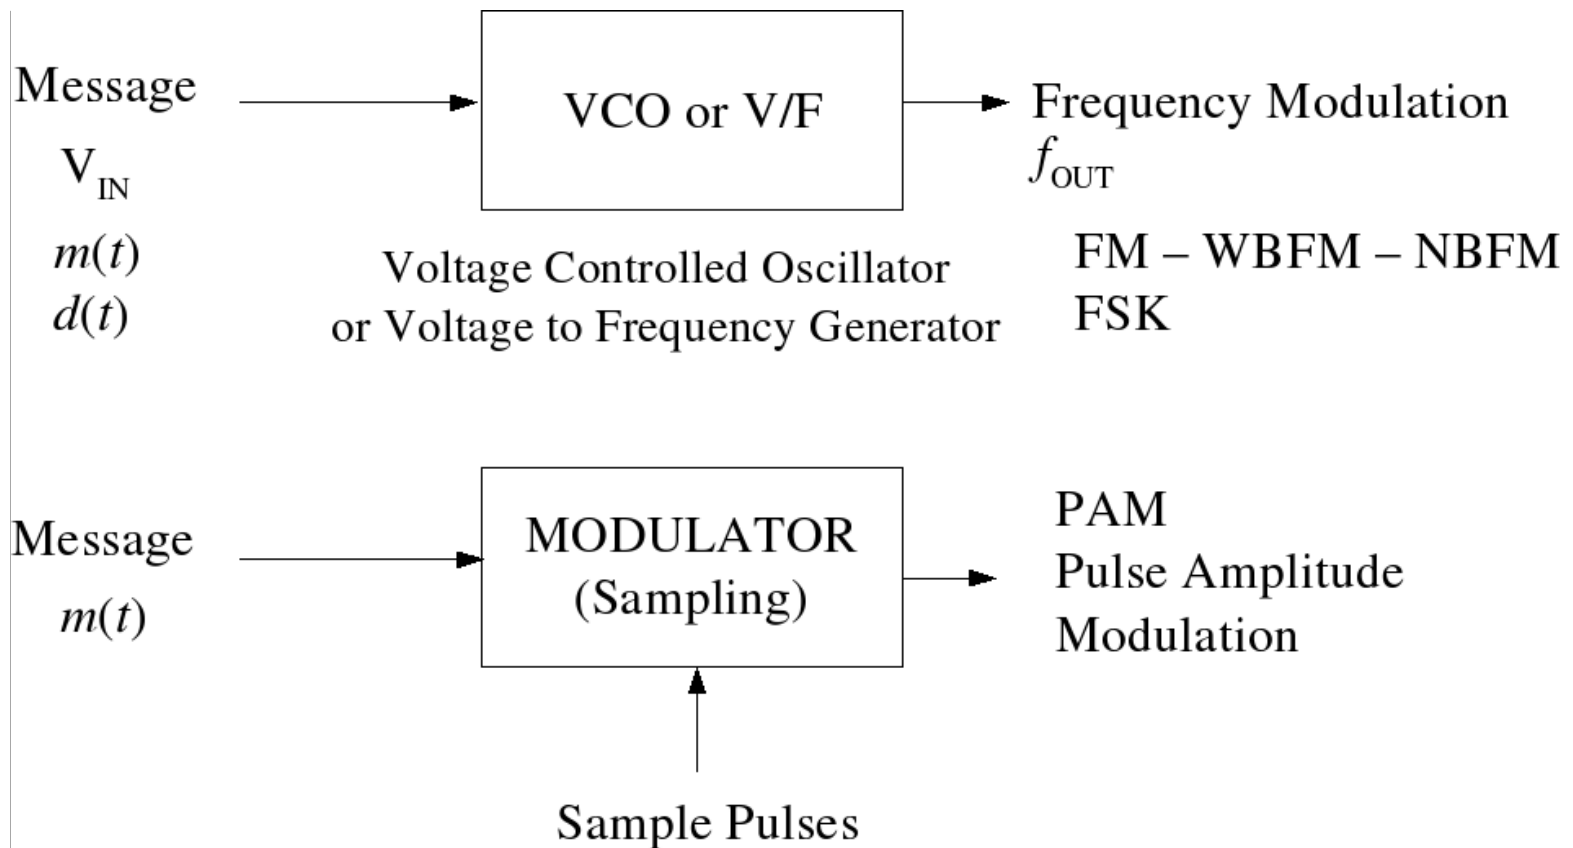 Message
V_IN
m(t)
d(t)
VCO or V/F
Voltage Controlled Oscillator
or Voltage to Frequency Generator
Frequency Modulation
f_OUT
FM – WBFM – NBFM
FSK
Message
m(t)
MODULATOR
(Sampling)
Sample Pulses
PAM
Pulse Amplitude
Modulation